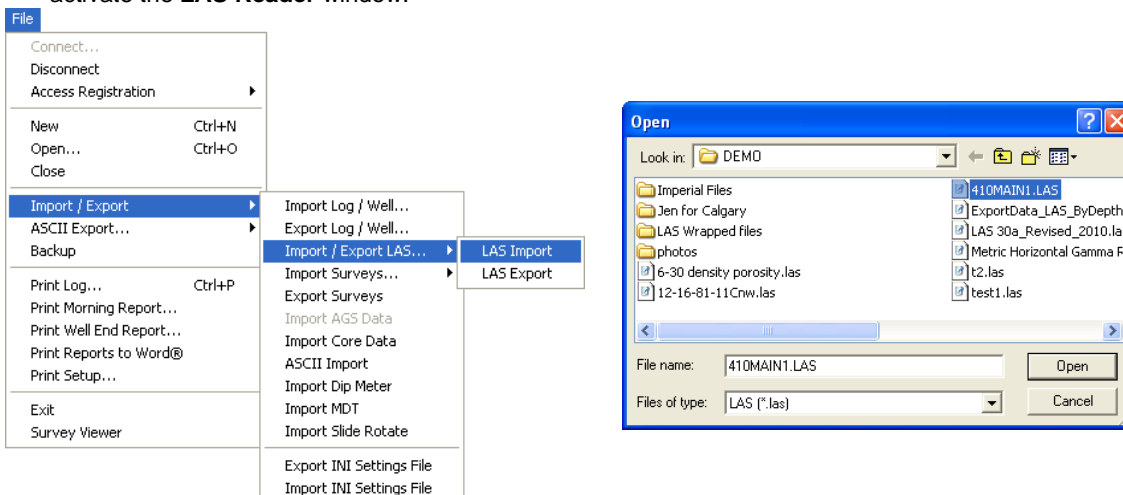 activate the LAS Reader window.
File
Connect...
Disconnect
Access Registration
New Ctrl+N
Open... Ctrl+O
Close
Import / Export
ASCII Export...
Backup
Print Log... Ctrl+P
Print Morning Report...
Print Well End Report...
Print Reports to Word®
Print Setup...
Exit
Survey Viewer
Import Log / Well...
Export Log / Well...
Import / Export LAS...
Import Surveys...
Export Surveys
Import AGS Data
Import Core Data
ASCII Import
Import Dip Meter
Import MDT
Import Slide Rotate
Export INI Settings File
Import INI Settings File
LAS Import
LAS Export
Open
Look in: DEMO
Imperial Files
Jen for Calgary
LAS Wrapped files
photos
6-30 density porosity.las
12-16-81-11Cnw.las
410MAIN1.LAS
ExportData_LAS_ByDepth
LAS 30a_Revised_2010.la
Metric Horizontal Gamma R
t2.las
test1.las
File name: 410MAIN1.LAS
Open
Files of type: LAS (*.las)
Cancel